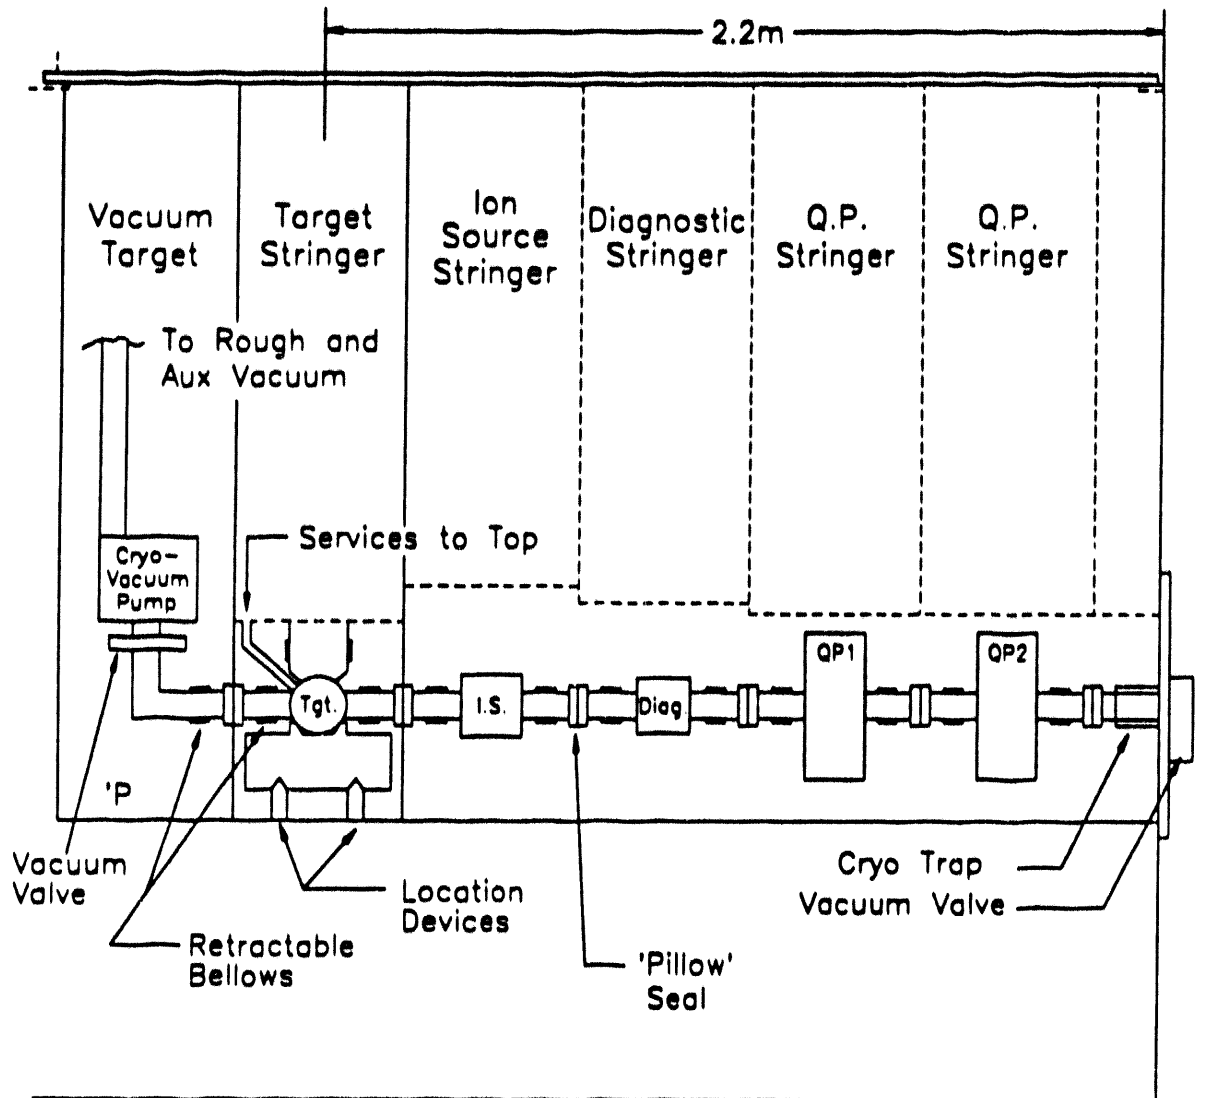 2.2m
Vacuum
Target
Target
Stringer
Ion
Source
Stringer
Diagnostic
Stringer
Q.P.
Stringer
Q.P.
Stringer
To Rough and
Aux Vacuum
Services to Top
Cryo-
Vacuum
Pump
Tgt.
I.S.
Diag
QP1
QP2
'P
Vacuum
Valve
Location
Devices
Retractable
Bellows
'Pillow'
Seal
Cryo Trap
Vacuum Valve